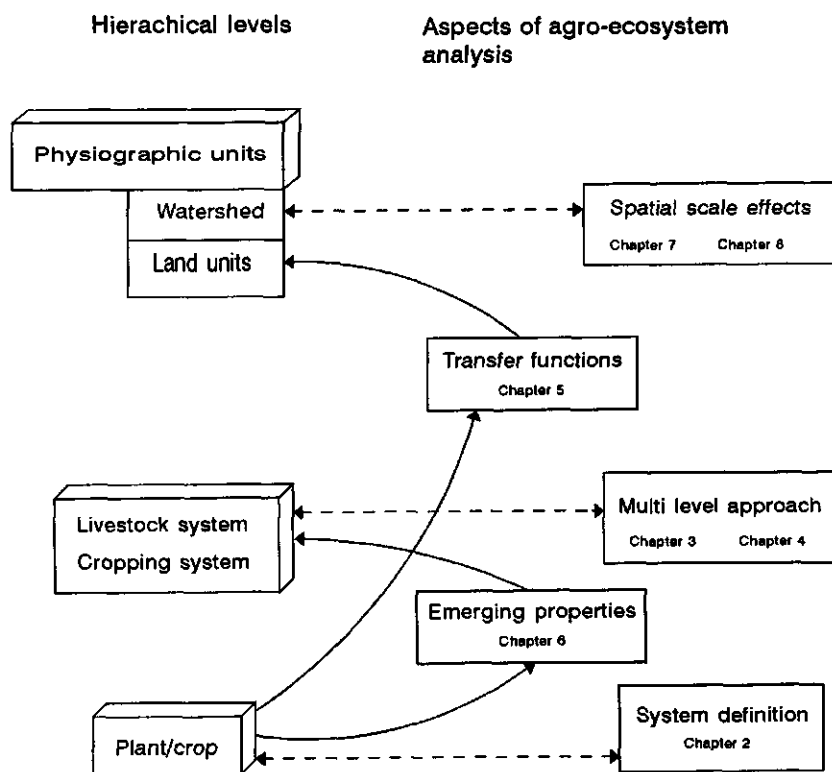 Hierachical levels
Aspects of agro-ecosystem
analysis
Physiographic units
Watershed
Land units
Spatial scale effects
Chapter 7 Chapter 8
Transfer functions
Chapter 5
Livestock system
Cropping system
Multi level approach
Chapter 3 Chapter 4
Emerging properties
Chapter 6
Plant/crop
System definition
Chapter 2